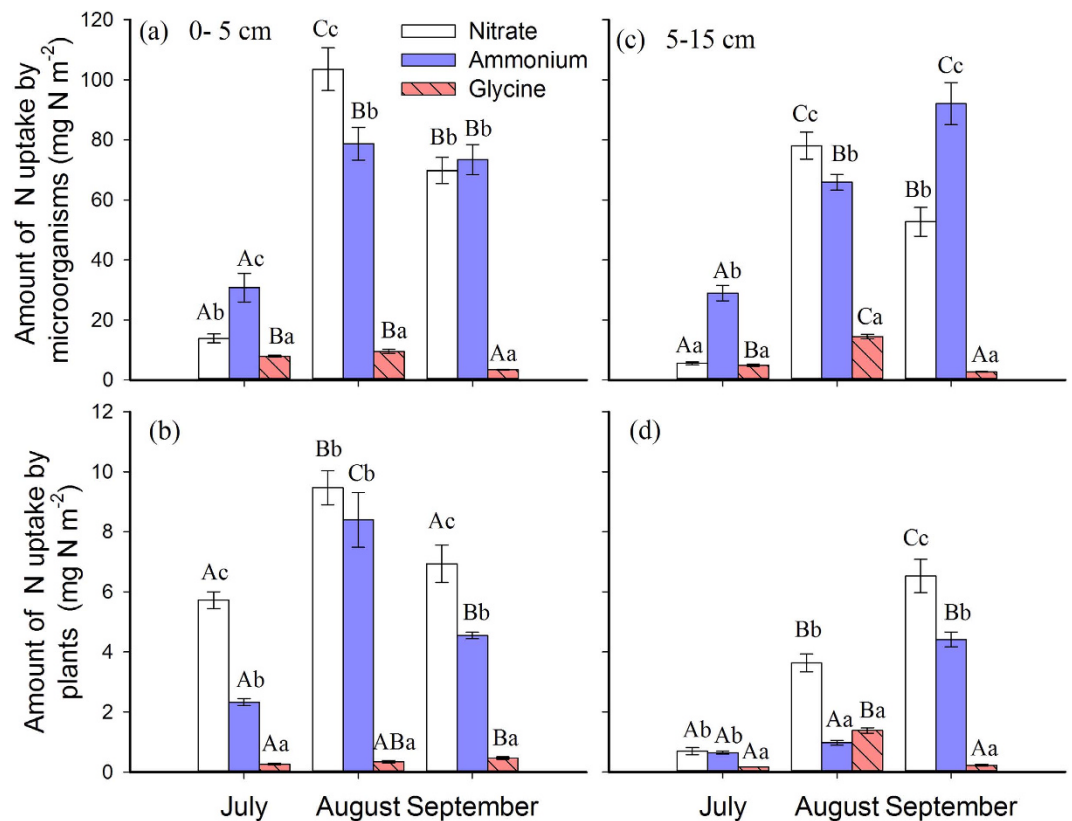 Amount of N uptake by
microorganisms (mg N m-2)
(a) 0- 5 cm
Nitrate
Ammonium
Glycine
120
100
80
60
40
20
0
Ab
Ac
Ba
Cc
Bb
Ba
Bb
Bb
Aa
(c) 5-15 cm
Aa
Ab
Ba
Cc
Bb
Ca
Bb
Cc
Aa
Amount of N uptake by
plants (mg N m-2)
(b)
12
10
8
6
4
2
0
Ac
Ab
Aa
Bb
Cb
ABa
Ac
Bb
Ba
July August September
(d)
Ab
Ab
Aa
Bb
Aa
Ba
Cc
Bb
Aa
July August September